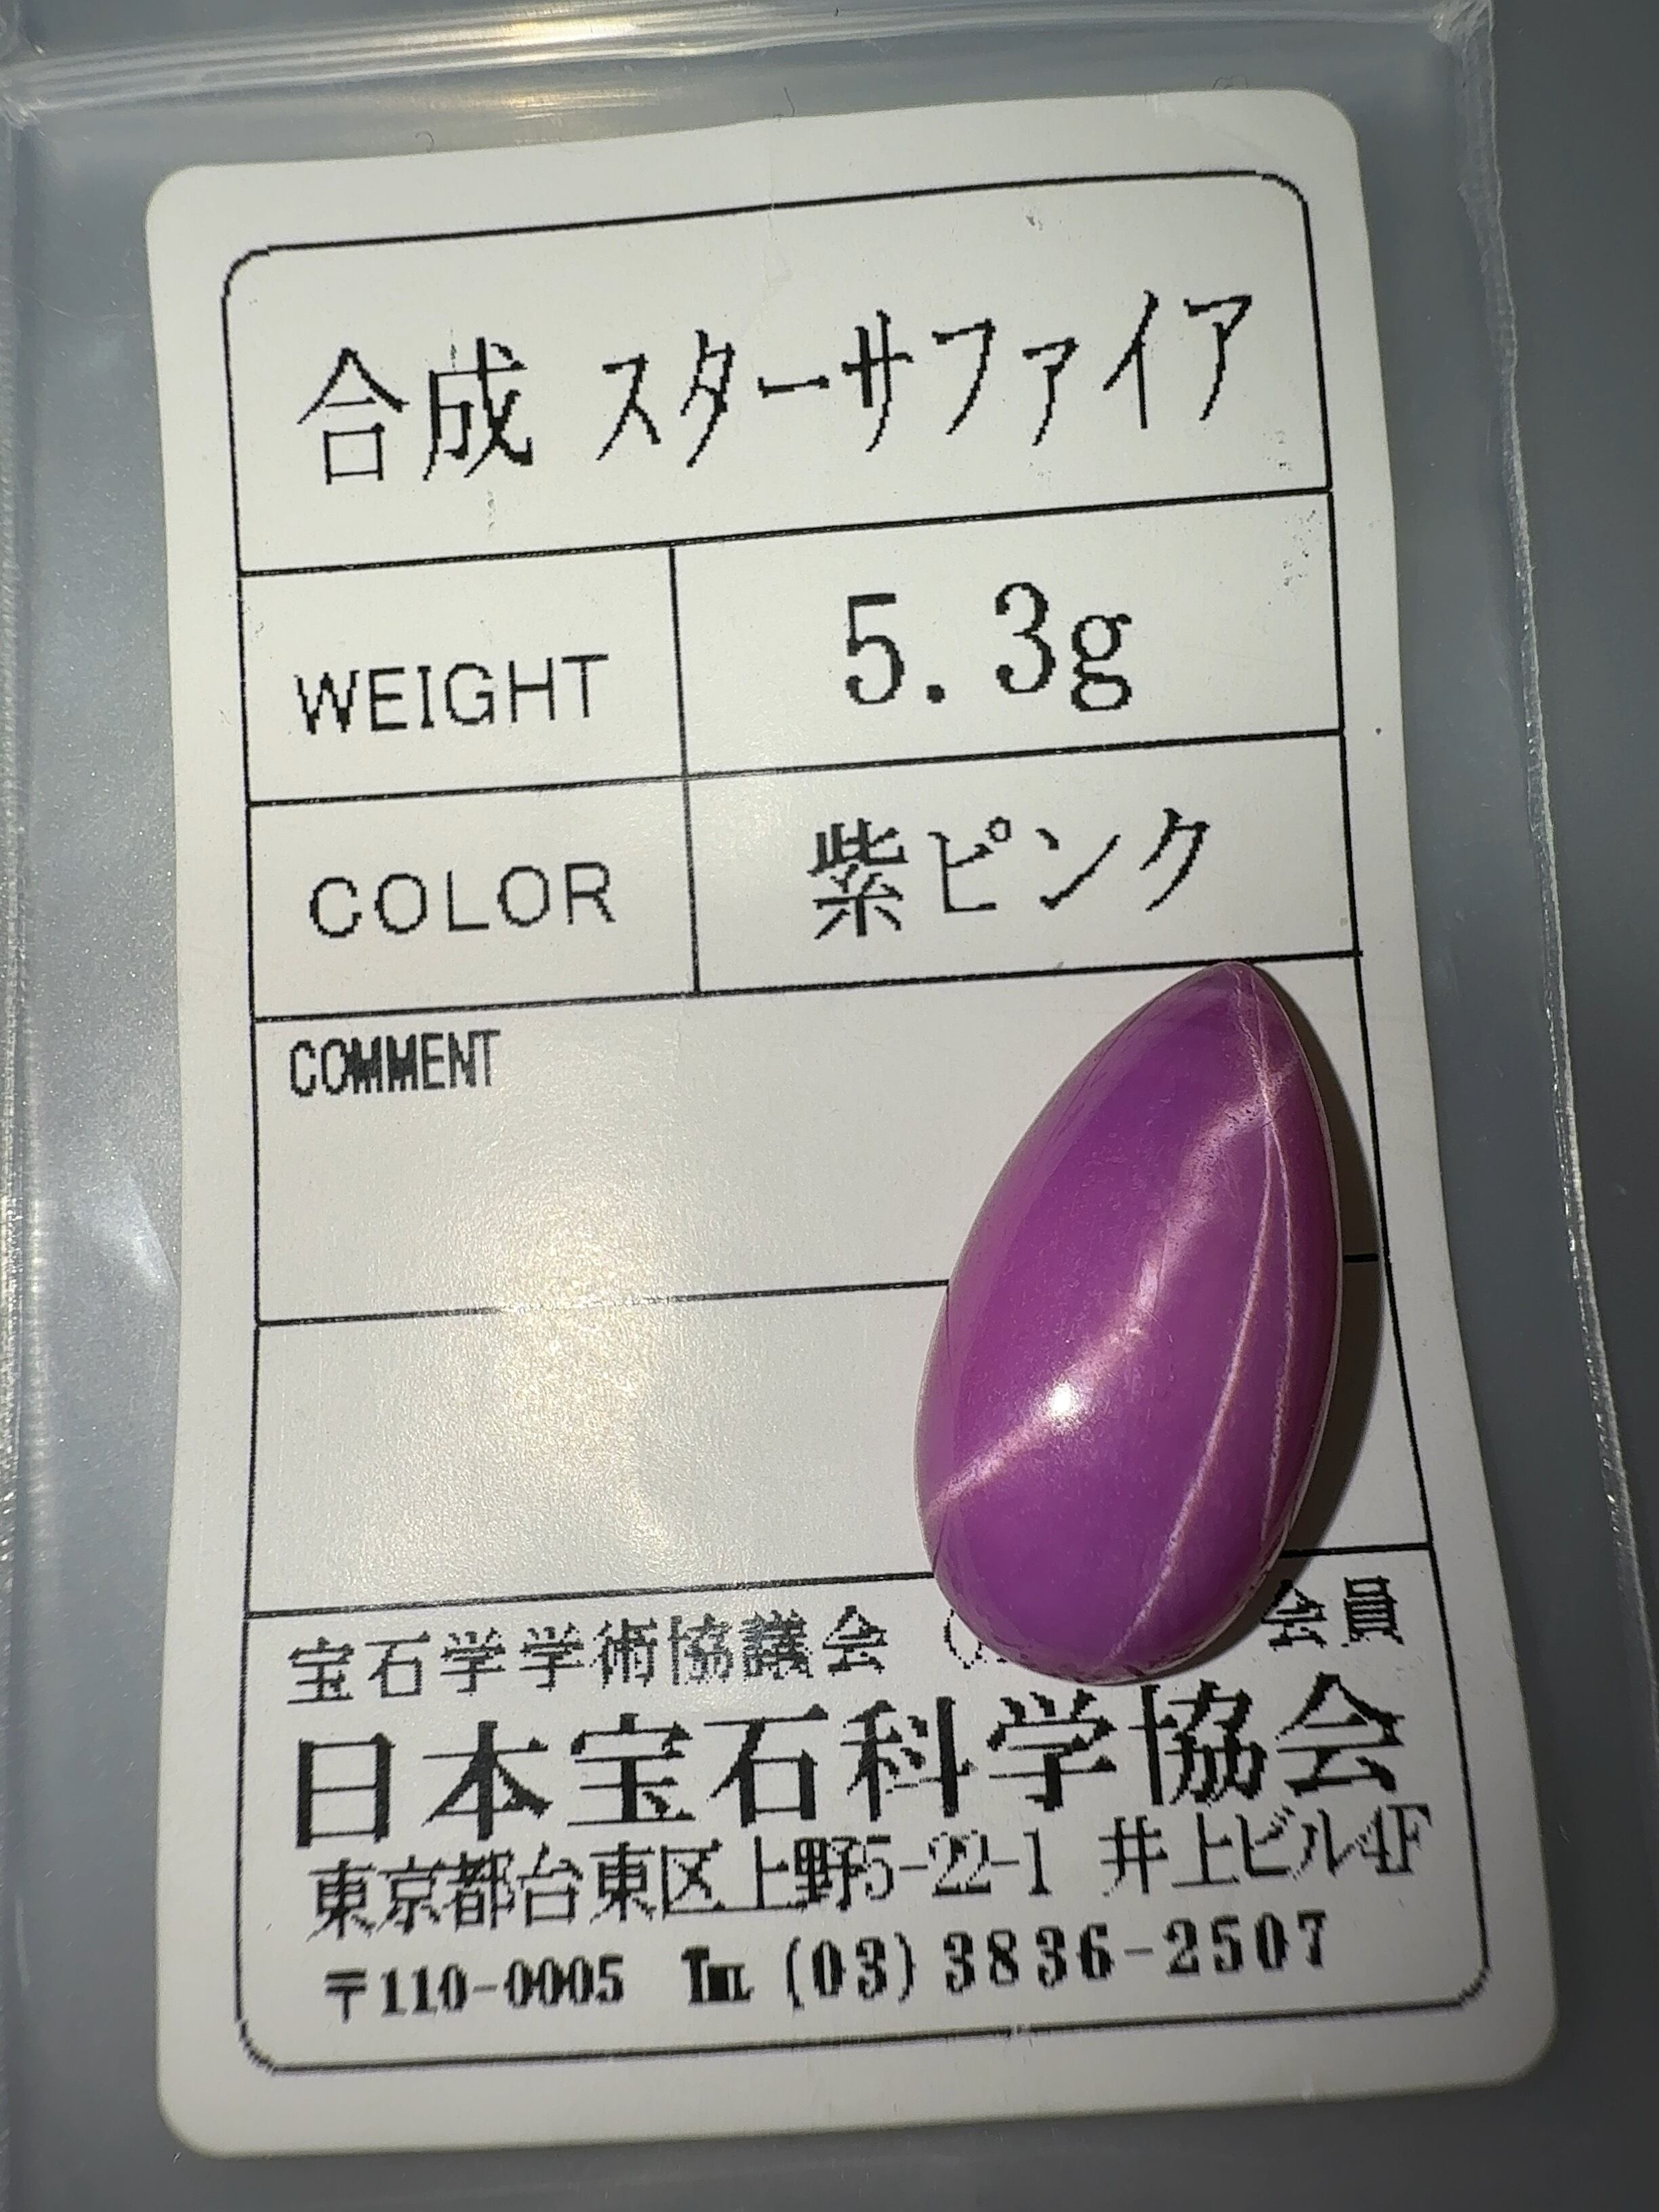 合成 スターサファイア
WEIGHT 5.3g
COLOR 紫ピンク
COMMENT
宝石学学術協議会 ( 会員
日本宝石科学協会
東京都台東区上野5-22-1 井上ビル4F
〒110-0005 TEL (03) 3836-2507